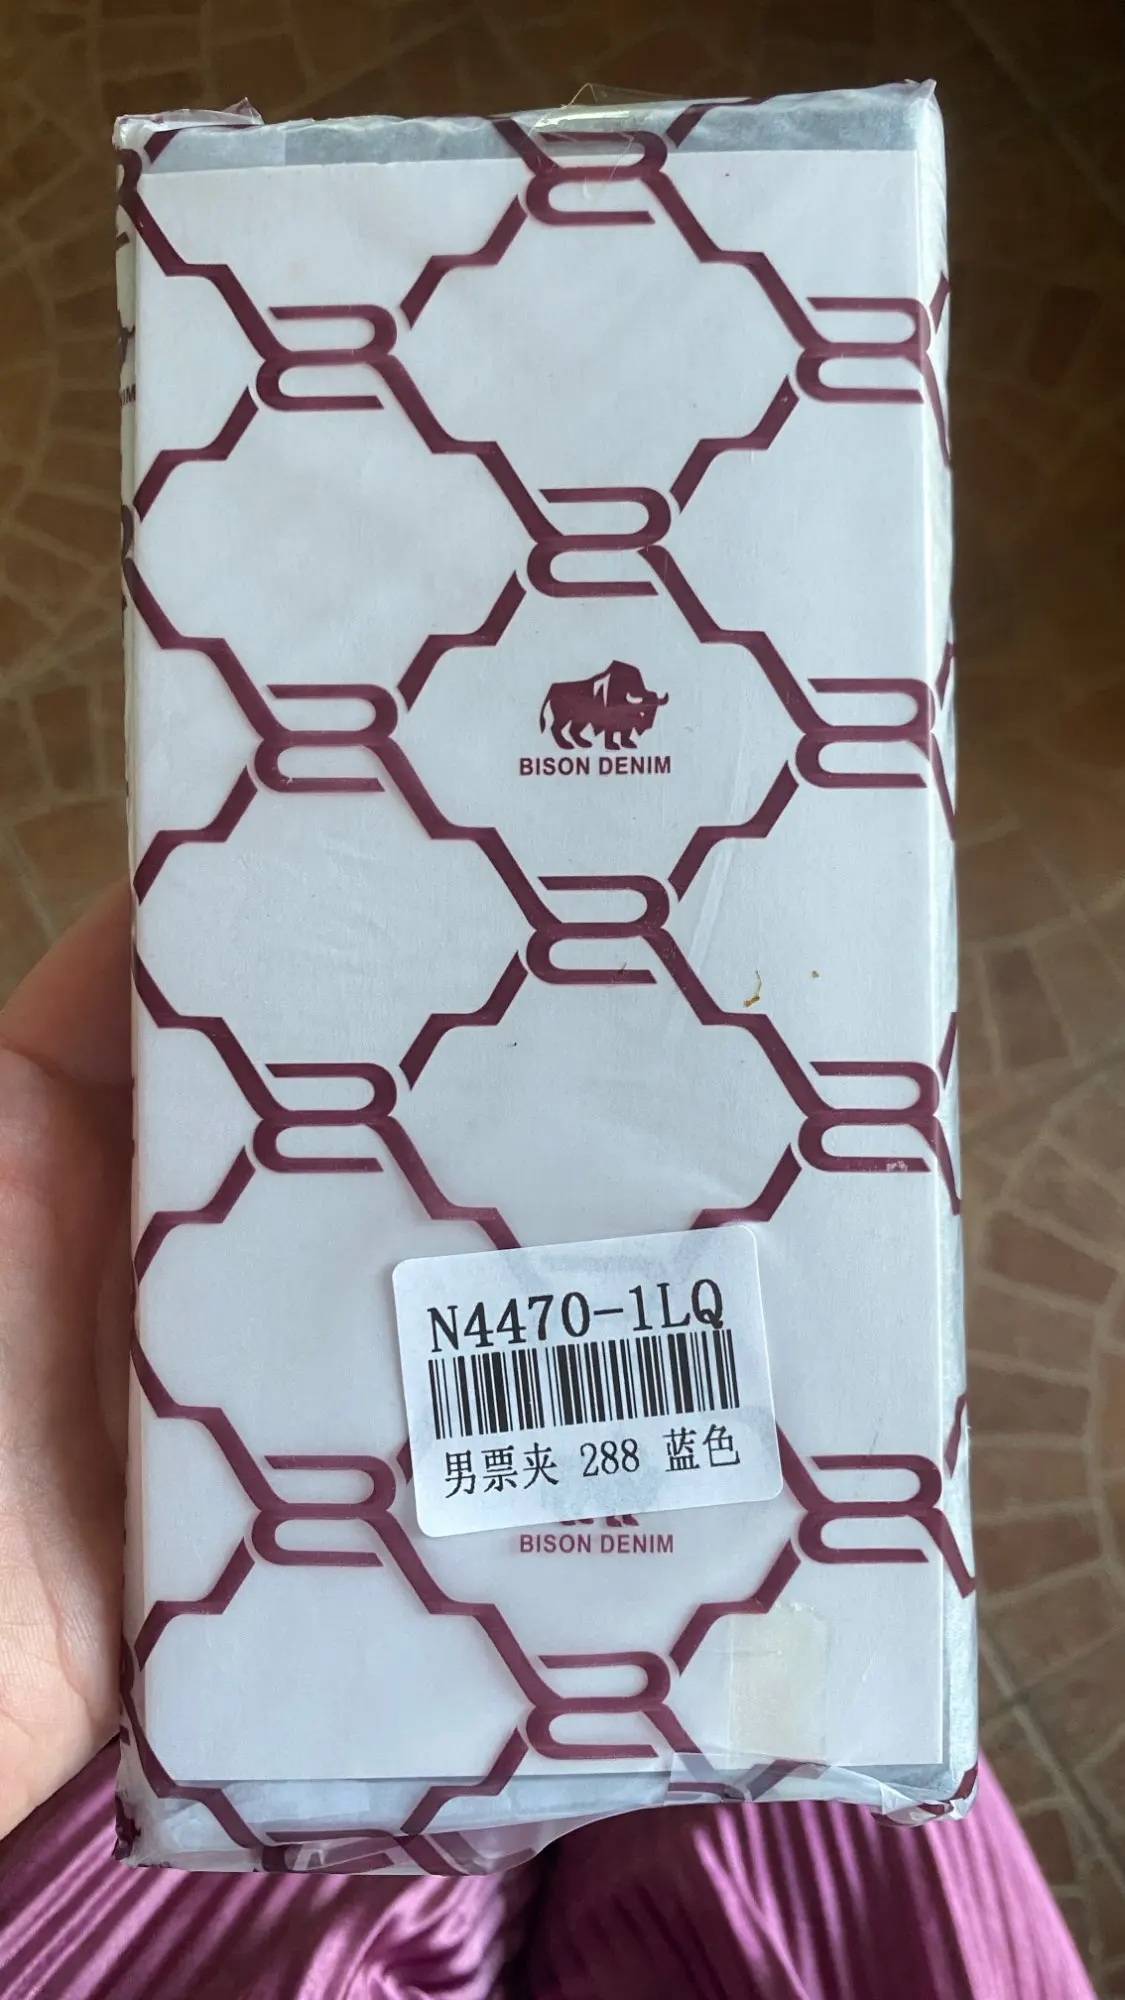 BISON DENIM
N4470-1LQ
男票夹 288 蓝色
BISON DENIM